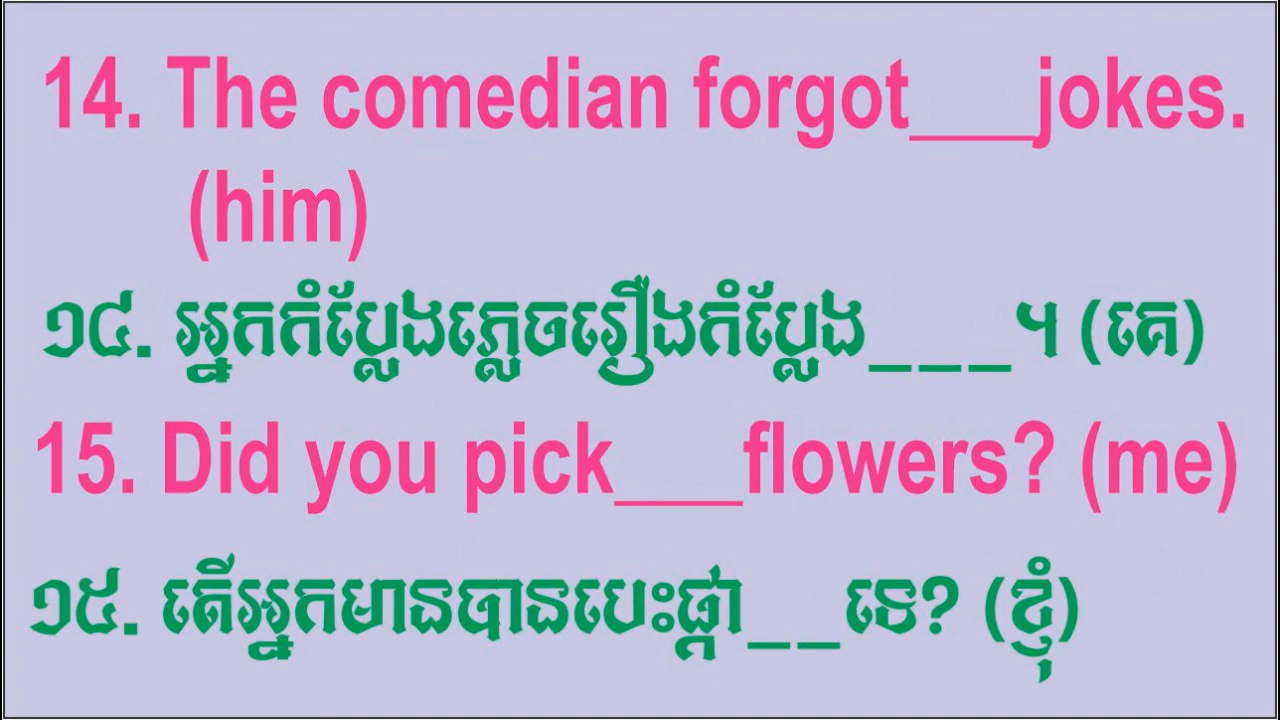 14. The comedian forgot___jokes.
(him)
១៤. អ្នកកំប្លែងភ្លេចរឿងកំប្លែង___។ (គេ)
15. Did you pick___flowers? (me)
១៥. តើអ្នកមានបានបេះផ្កា__ទេ? (ខ្ញុំ)